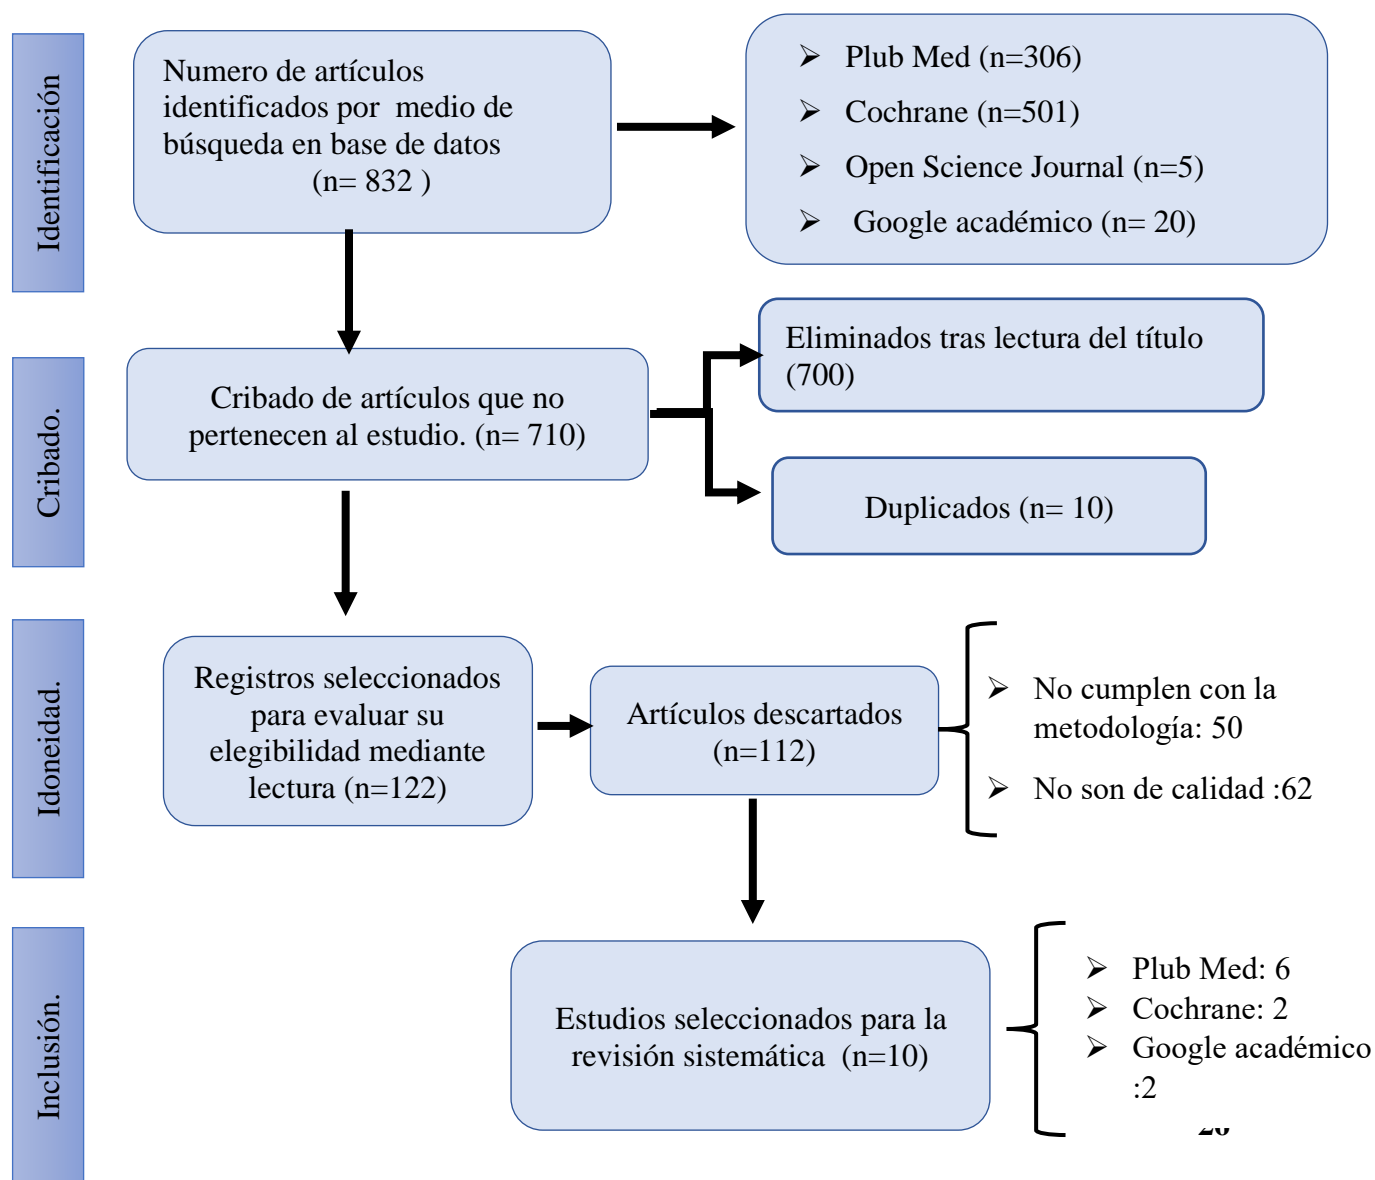 Identificación
Numero de artículos
identificados por medio de
búsqueda en base de datos
(n= 832 )
➢ Plub Med (n=306)
➢ Cochrane (n=501)
➢ Open Science Journal (n=5)
➢ Google académico (n= 20)
Cribado.
Cribado de artículos que no
pertenecen al estudio. (n= 710)
Eliminados tras lectura del título
(700)
Duplicados (n= 10)
Idoneidad.
Registros seleccionados
para evaluar su
elegibilidad mediante
lectura (n=122)
Artículos descartados
(n=112)
➢ No cumplen con la
metodología: 50
➢ No son de calidad :62
Inclusión.
Estudios seleccionados para la
revisión sistemática (n=10)
➢ Plub Med: 6
➢ Cochrane: 2
➢ Google académico
:2